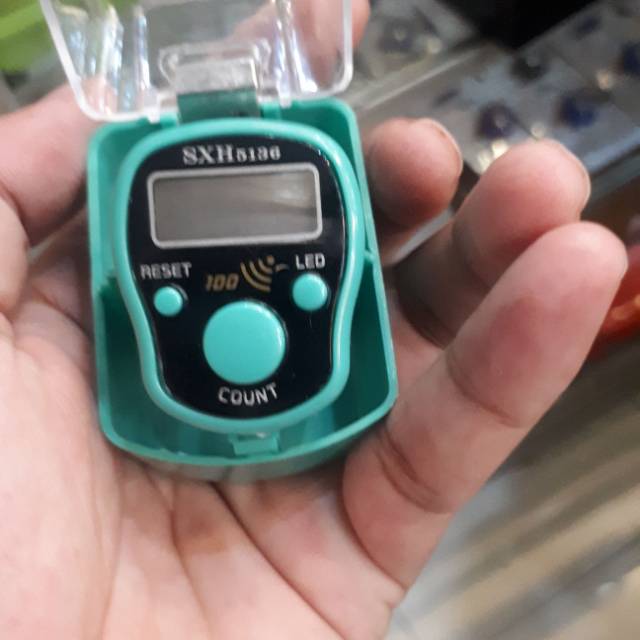 SXH5136
RESET
LED
100
COUNT